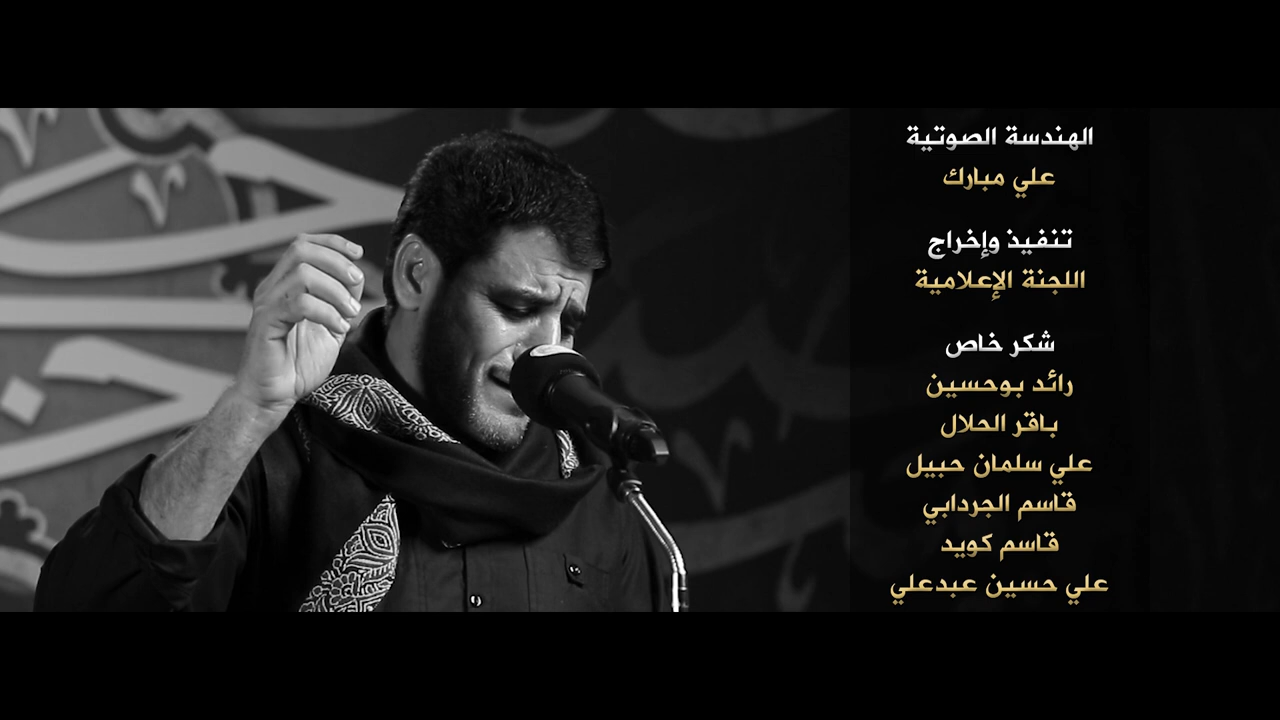 الهندسة الصوتية
علي مبارك
تنفيذ وإخراج
اللجنة الإعلامية
شكر خاص
رائد بوحسين
باقر الحلال
علي سلمان حبيل
قاسم الجردابي
قاسم كويد
علي حسين عبدعلي